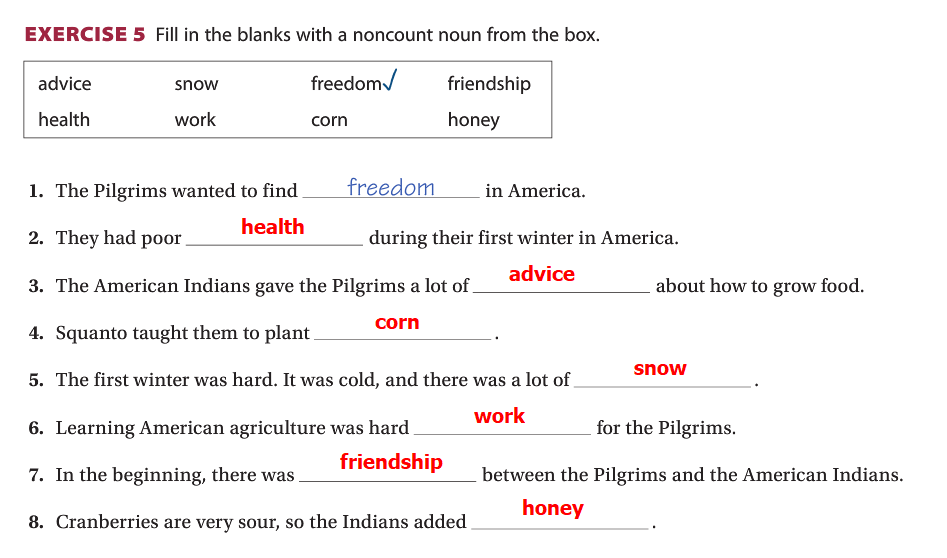 EXERCISE 5 Fill in the blanks with a noncount noun from the box.
advice snow freedom✓ friendship
health work corn honey
1. The Pilgrims wanted to find freedom in America.
2. They had poor health during their first winter in America.
3. The American Indians gave the Pilgrims a lot of advice about how to grow food.
4. Squanto taught them to plant corn.
5. The first winter was hard. It was cold, and there was a lot of snow.
6. Learning American agriculture was hard work for the Pilgrims.
7. In the beginning, there was friendship between the Pilgrims and the American Indians.
8. Cranberries are very sour, so the Indians added honey.